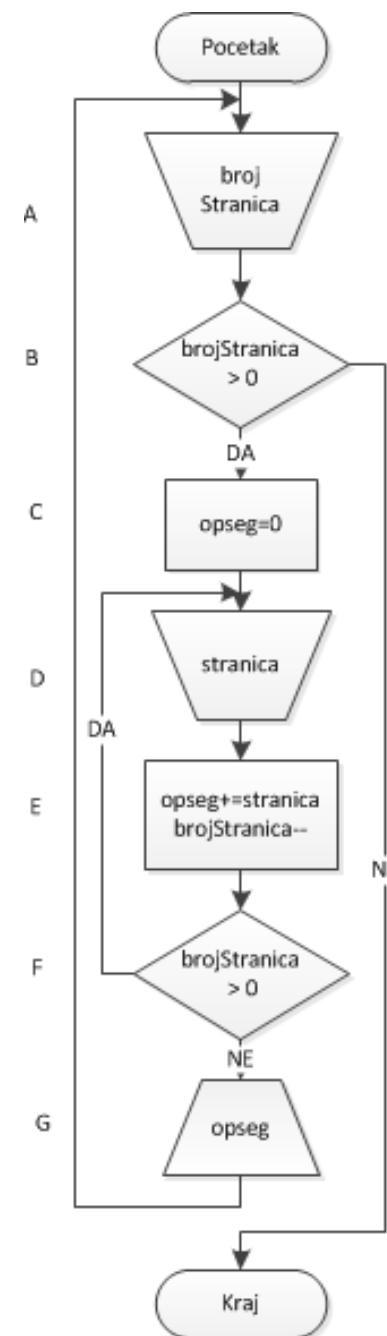 Pocetak
A
broj
Stranica
B
brojStranica
> 0
DA
C
opseg=0
D
stranica
DA
E
opseg+=stranica
brojStranica--
N
F
brojStranica
> 0
NE
G
opseg
Kraj